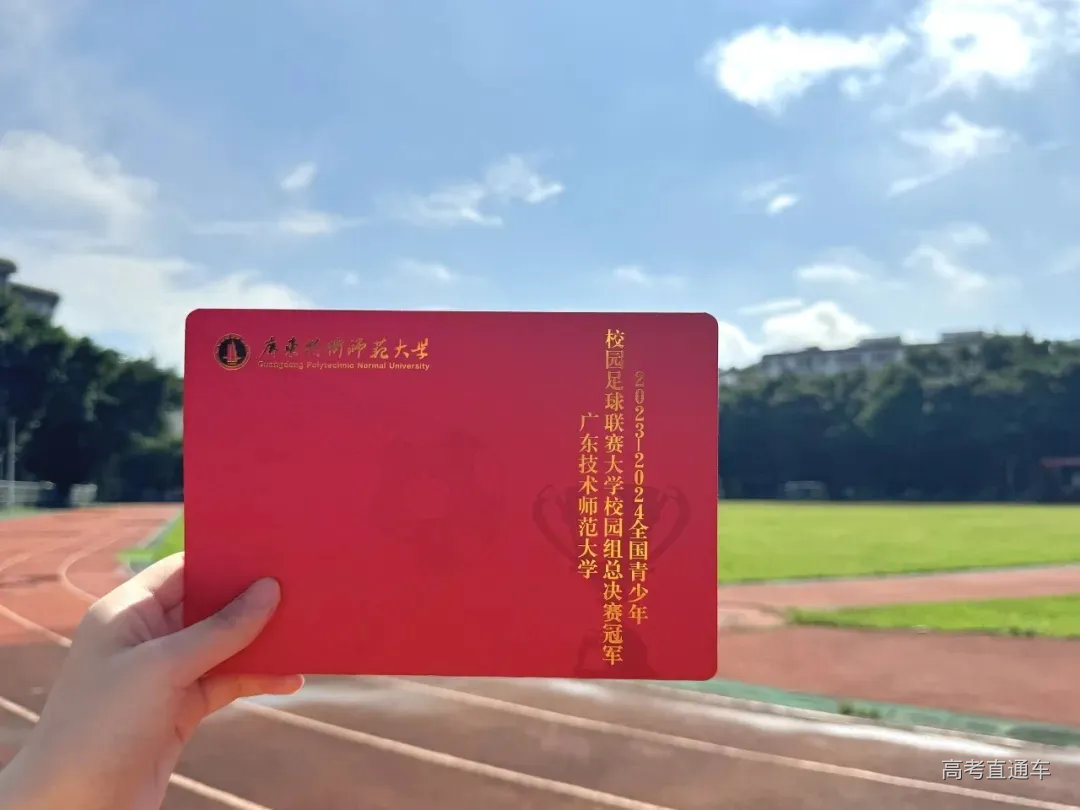 广东技术师范大学
Guangdong Polytechnic Normal University
2023-2024全国青少年
校园足球联赛大学校园组总决赛冠军
广东技术师范大学
高考直通车